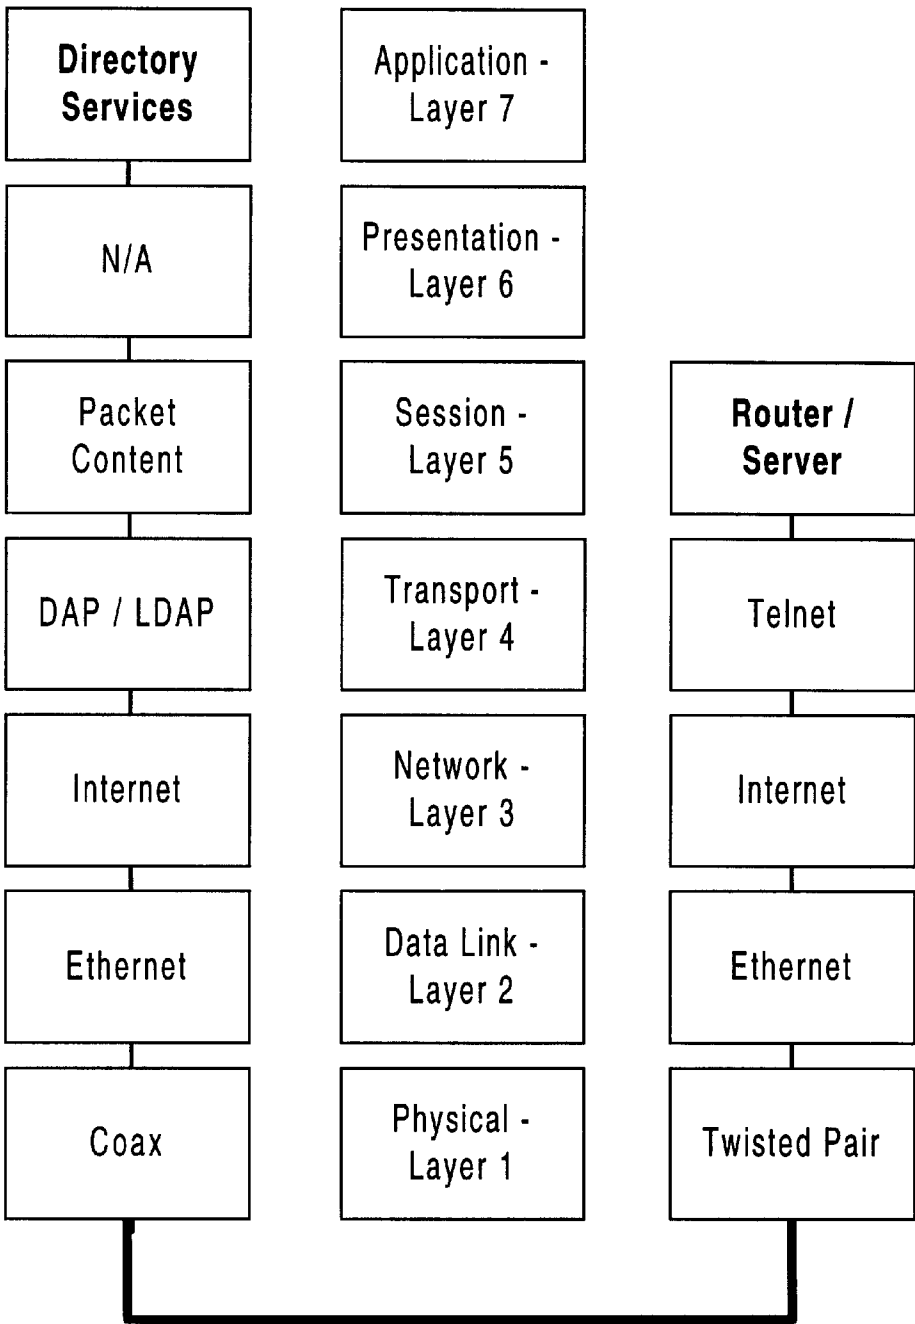 Directory
Services
N/A
Packet
Content
DAP / LDAP
Internet
Ethernet
Coax
Application -
Layer 7
Presentation -
Layer 6
Session -
Layer 5
Transport -
Layer 4
Network -
Layer 3
Data Link -
Layer 2
Physical -
Layer 1
Router /
Server
Telnet
Internet
Ethernet
Twisted Pair